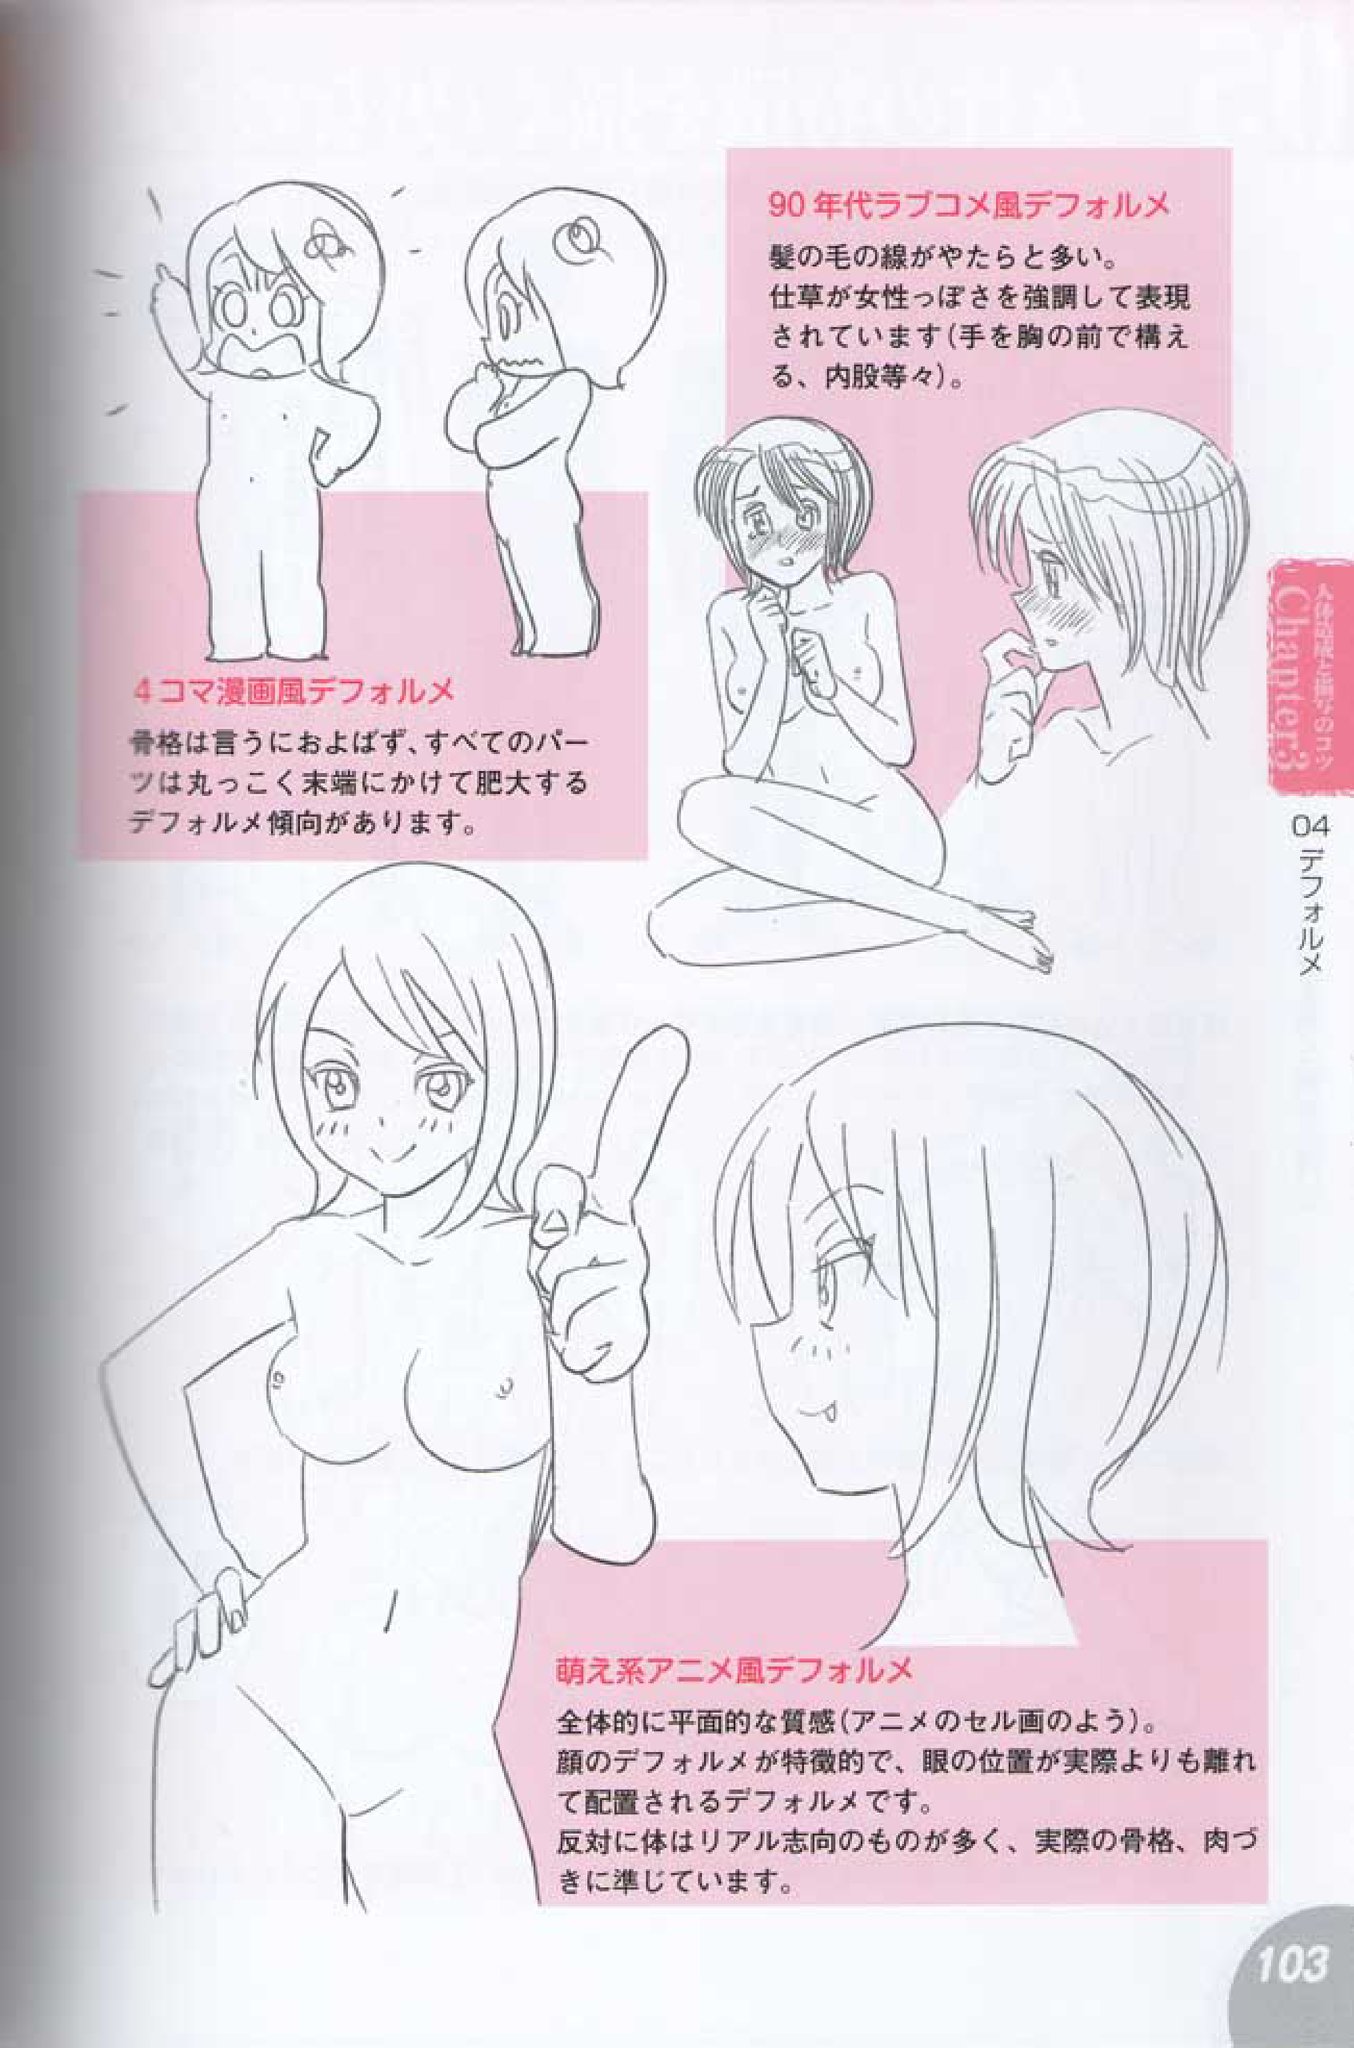 90年代ラブコメ風デフォルメ
髪の毛の線がやたらと多い。
仕草が女性っぽさを強調して表現
されています(手を胸の前で構え
る、内股等々)。
4コマ漫画風デフォルメ
骨格は言うにおよばず、すべてのパー
ツは丸っこく末端にかけて肥大する
デフォルメ傾向があります。
萌え系アニメ風デフォルメ
全体的に平面的な質感(アニメのセル画のよう)。
顔のデフォルメが特徴的で、眼の位置が実際よりも離れ
て配置されるデフォルメです。
反対に体はリアル志向のものが多く、実際の骨格、肉づ
きに準じています。
人体造成と描写のコツ
Chapter3
04 デフォルメ
103